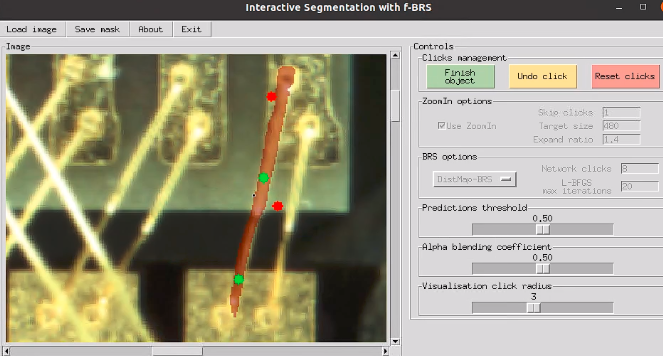 Interactive Segmentation with f-BRS
Load image Save mask About Exit
Image
Controls
Clicks management
Finish object
Undo click
Reset clicks
ZoomIn options
Use ZoomIn
Skip clicks 1
Target size 480
Expand ratio 1.4
BRS options
DistMap-BRS
Network clicks 8
L-BFGS max iterations 20
Predictions threshold
0.50
Alpha blending coefficient
0.50
Visualisation click radius
3